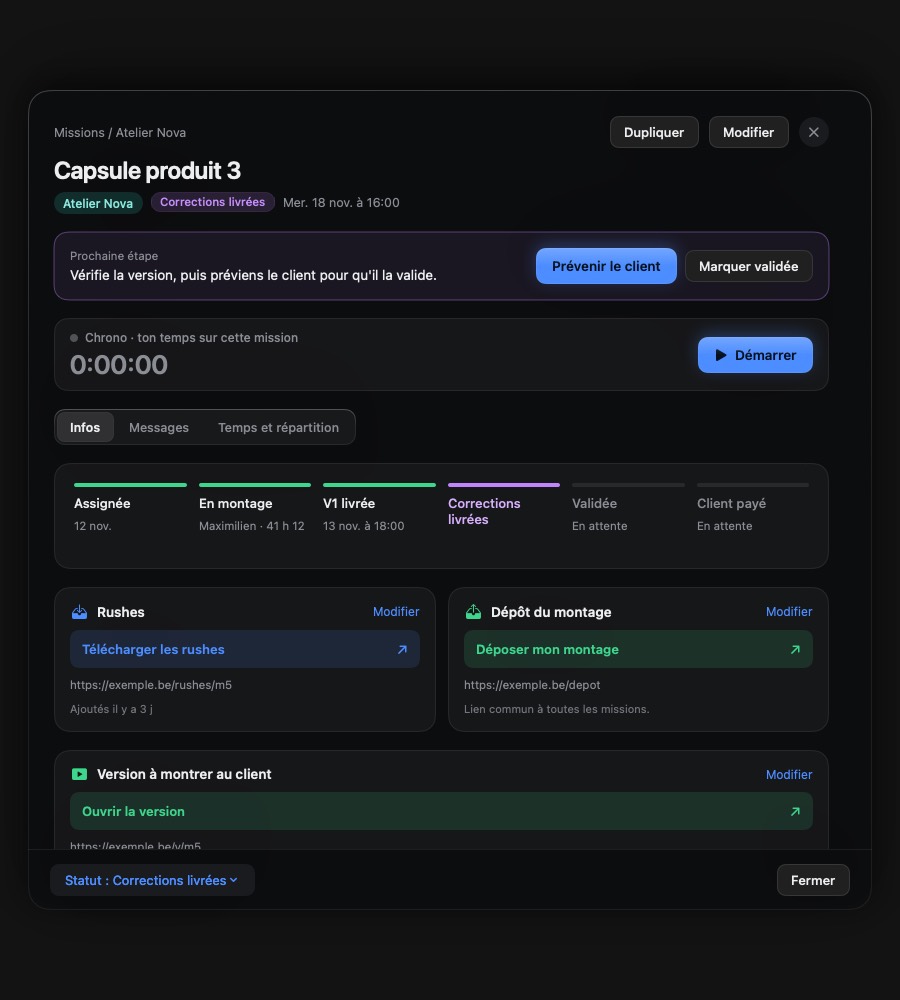 Missions / Atelier Nova
Dupliquer
Modifier
Capsule produit 3
Atelier Nova
Corrections livrées
Mer. 18 nov. à 16:00
Prochaine étape
Vérifie la version, puis préviens le client pour qu'il la valide.
Prévenir le client
Marquer validée
Chrono · ton temps sur cette mission
0:00:00
Démarrer
Infos
Messages
Temps et répartition
Assignée
12 nov.
En montage
Maximilien · 41 h 12
V1 livrée
13 nov. à 18:00
Corrections
livrées
Validée
En attente
Client payé
En attente
Rushes
Modifier
Télécharger les rushes
https://exemple.be/rushes/m5
Ajoutés il y a 3 j
Dépôt du montage
Modifier
Déposer mon montage
https://exemple.be/depot
Lien commun à toutes les missions.
Version à montrer au client
Modifier
Ouvrir la version
https://exemple.be/v/m5
Statut : Corrections livrées
Fermer